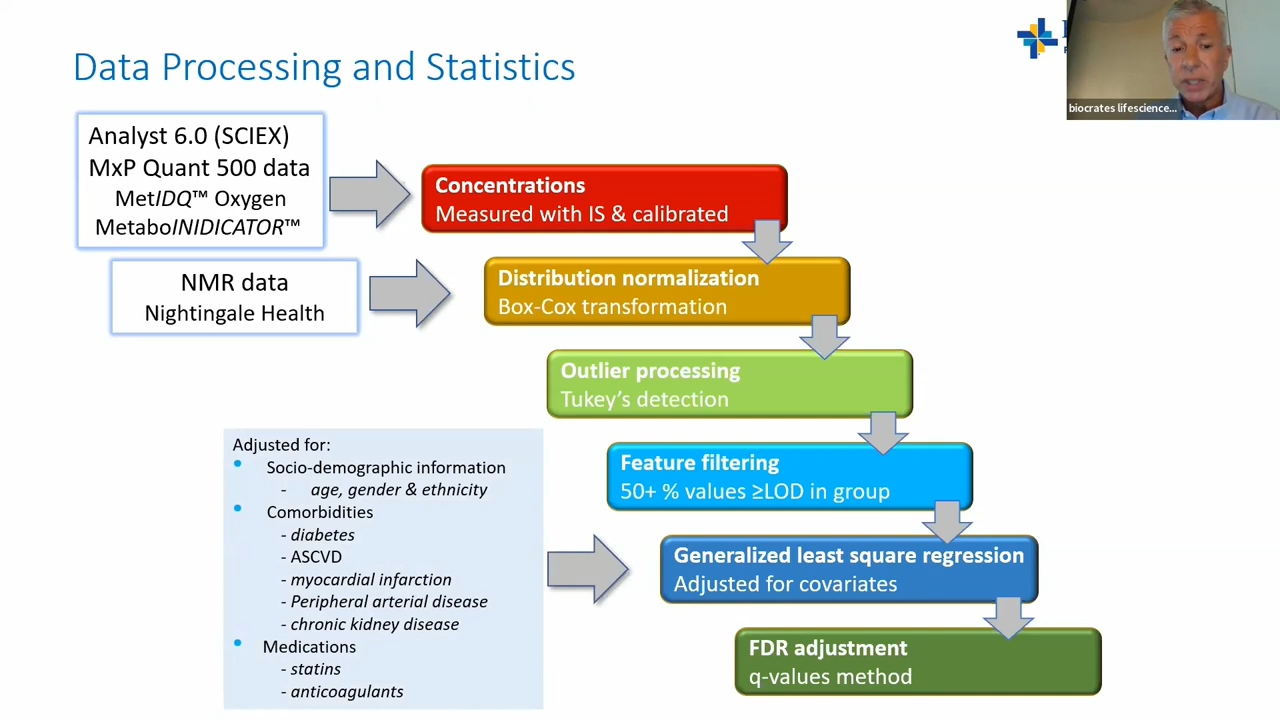 Data Processing and Statistics
biocrates lifescience...
Analyst 6.0 (SCIEX)
MxP Quant 500 data
MetIDQ™ Oxygen
MetaboINIDICATOR™
Concentrations
Measured with IS & calibrated
NMR data
Nightingale Health
Distribution normalization
Box-Cox transformation
Outlier processing
Tukey’s detection
Adjusted for:
• Socio-demographic information
- age, gender & ethnicity
• Comorbidities
- diabetes
- ASCVD
- myocardial infarction
- Peripheral arterial disease
- chronic kidney disease
• Medications
- statins
- anticoagulants
Feature filtering
50+ % values ≥LOD in group
Generalized least square regression
Adjusted for covariates
FDR adjustment
q-values method